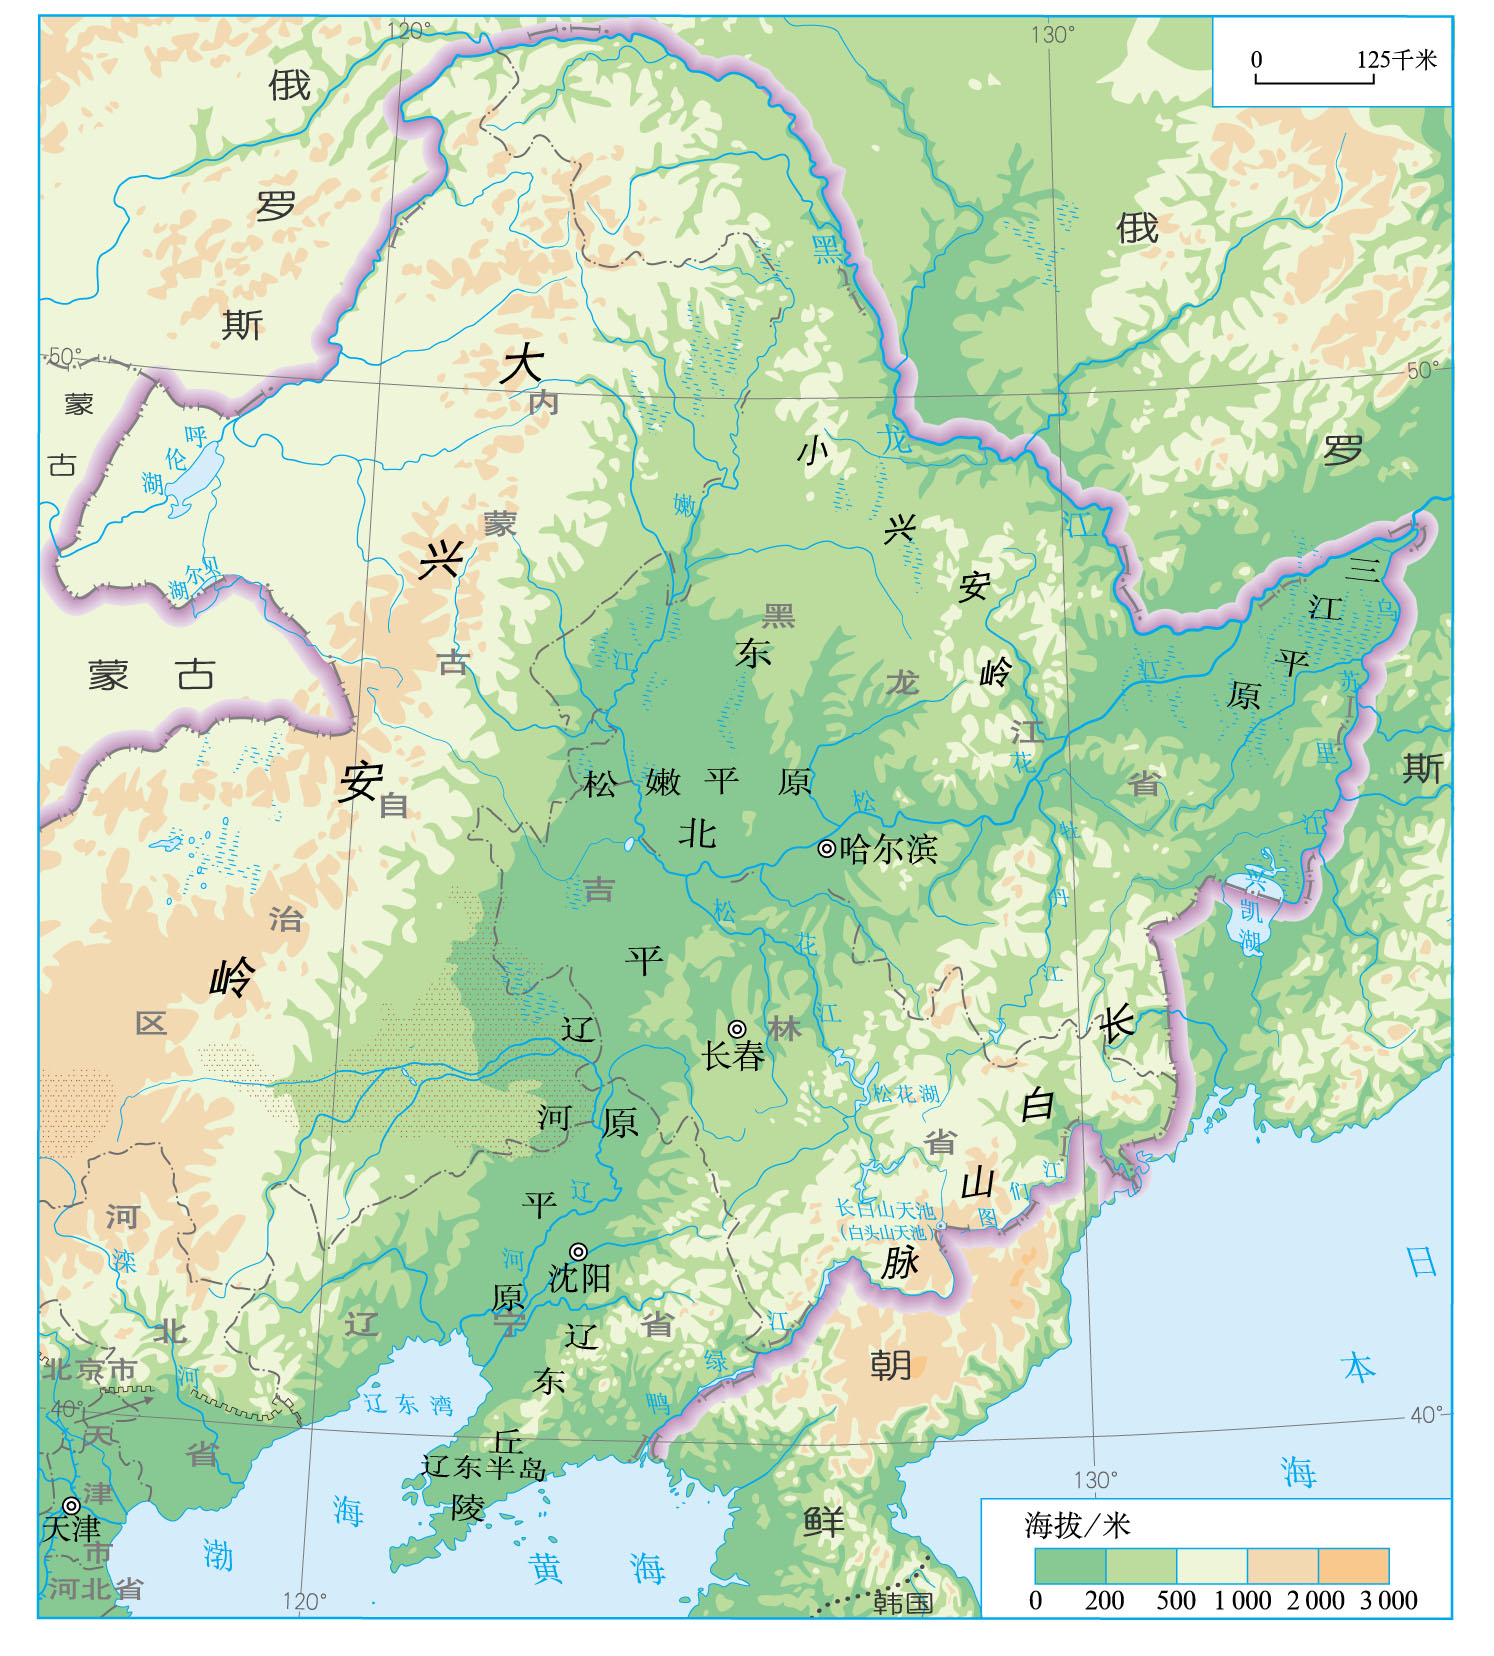 120°
130°
0
125千米
俄
罗
斯
俄
罗
斯
50°
50°
蒙
古
蒙古
呼
伦
湖
贝
尔
湖
黑
龙
江
嫩
江
大
兴
安
岭
小
兴
安
岭
内
蒙
古
自
治
区
黑
龙
江
省
东
北
平
原
松嫩平原
三
江
平
原
乌
苏
里
江
松
花
江
牡
丹
江
哈尔滨
兴
凯
湖
吉
林
省
松
花
江
长春
松花湖
辽
河
平
原
辽
河
长
白
山
脉
长白山天池
(白头山天池)
图
们
江
沈阳
辽
宁
省
辽
东
丘
陵
辽东半岛
鸭
绿
江
辽东湾
河
北
省
滦
河
北京市
40°
40°
天
津
市
天津
河北省
渤
海
黄海
日
本
海
朝
鲜
韩国
120°
130°
海拔/米
0 200 500 1 000 2 000 3 000